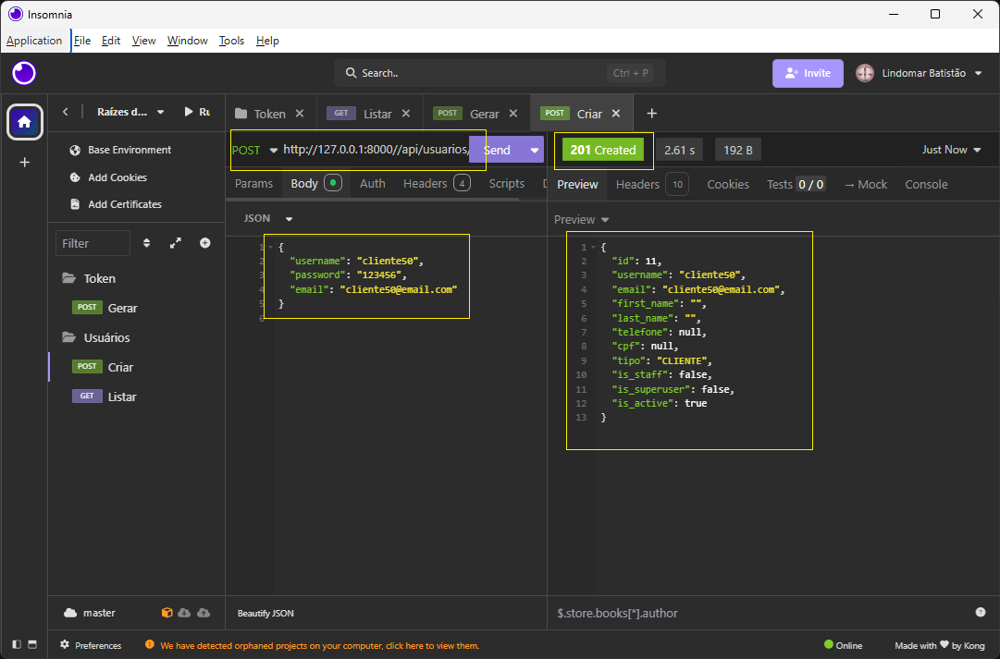 Insomnia
Application File Edit View Window Tools Help
Search.. Ctrl + P Invite Lindomar Batistão
Raízes d... Ru Token GET Listar POST Gerar POST Criar
Base Environment
Add Cookies
Add Certificates
POST http://127.0.0.1:8000//api/usuarios/ Send 201 Created 2.61 s 192 B Just Now
Params Body Auth Headers 4 Scripts D Preview Headers 10 Cookies Tests 0 / 0 → Mock Console
JSON
Preview
Filter
Token
POST Gerar
Usuários
POST Criar
GET Listar
1 {
2 "username": "cliente50",
3 "password": "123456",
4 "email": "cliente50@email.com"
5 }
6
1 {
2 "id": 11,
3 "username": "cliente50",
4 "email": "cliente50@email.com",
5 "first_name": "",
6 "last_name": "",
7 "telefone": null,
8 "cpf": null,
9 "tipo": "CLIENTE",
10 "is_staff": false,
11 "is_superuser": false,
12 "is_active": true
13 }
master Beautify JSON $.store.books[*].author
Preferences We have detected orphaned projects on your computer, click here to view them. Online Made with ♥ by Kong